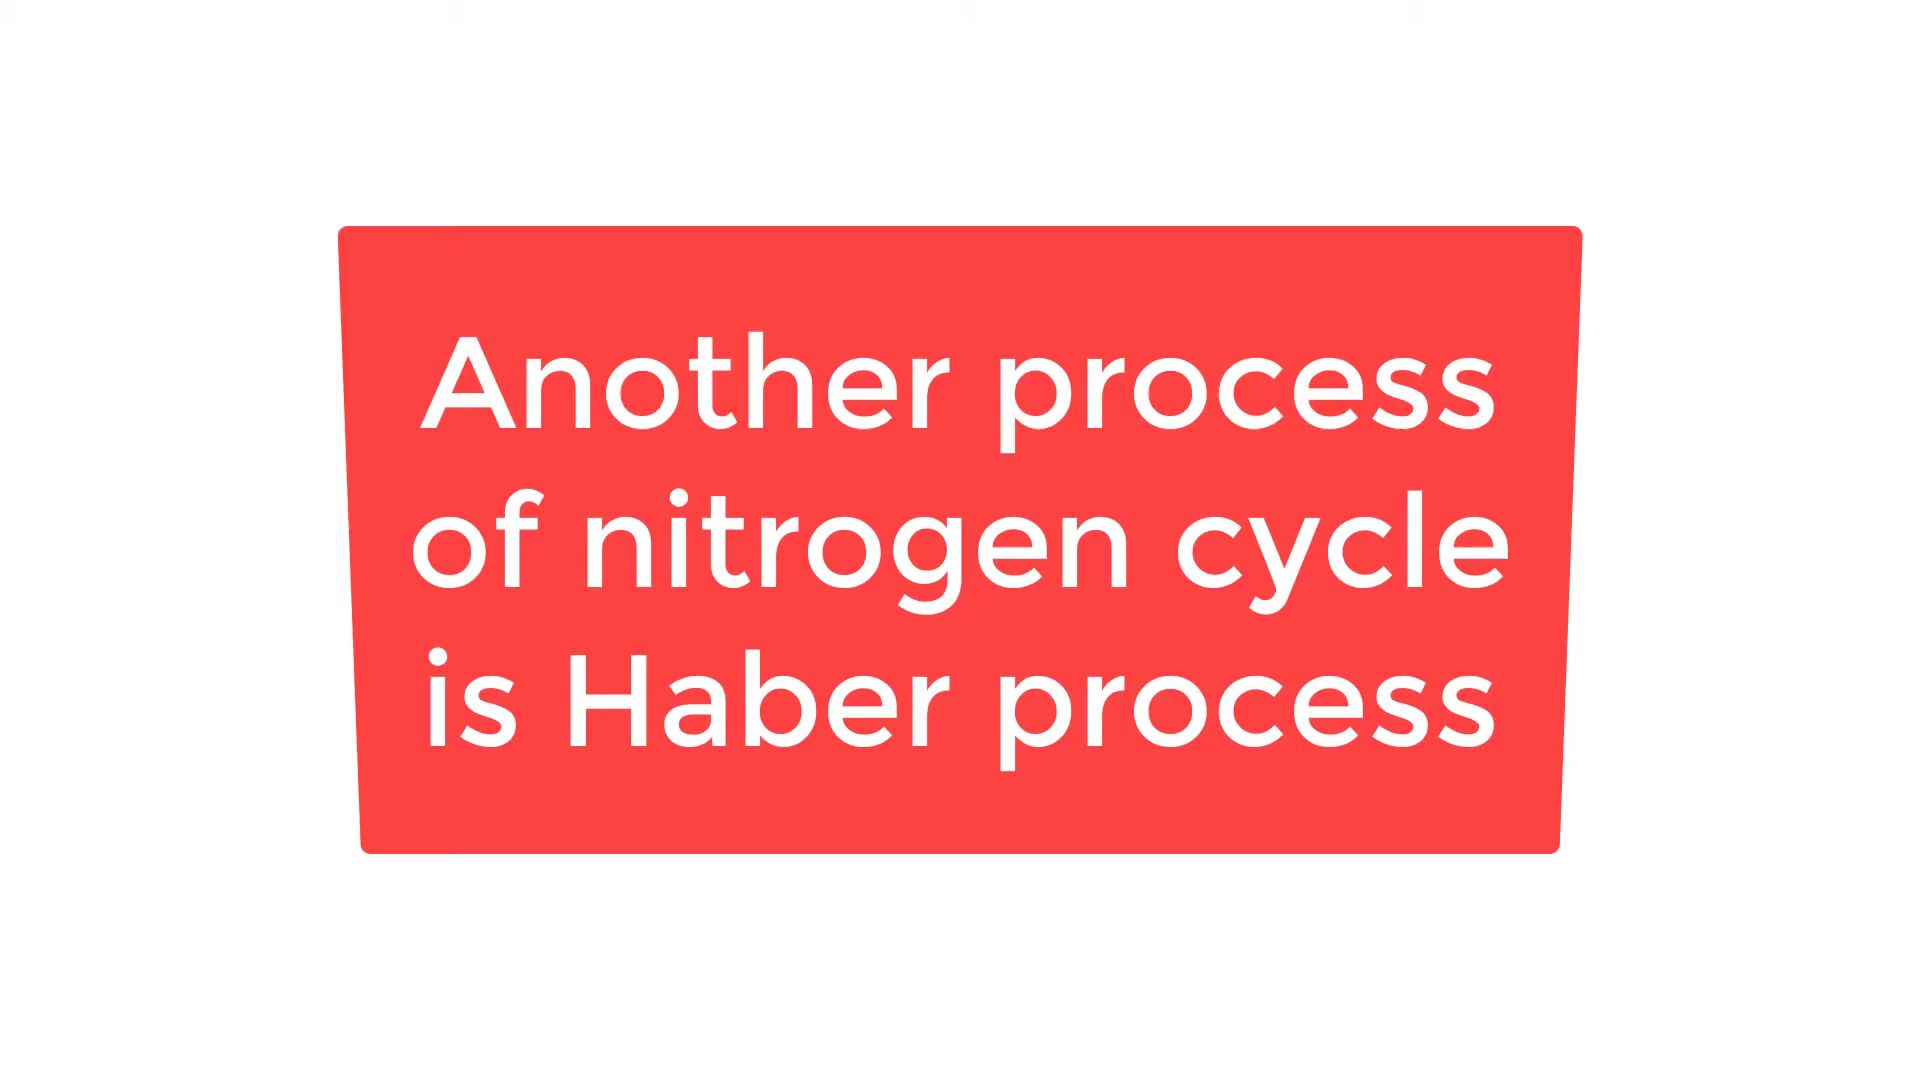 Another process
of nitrogen cycle
is Haber process